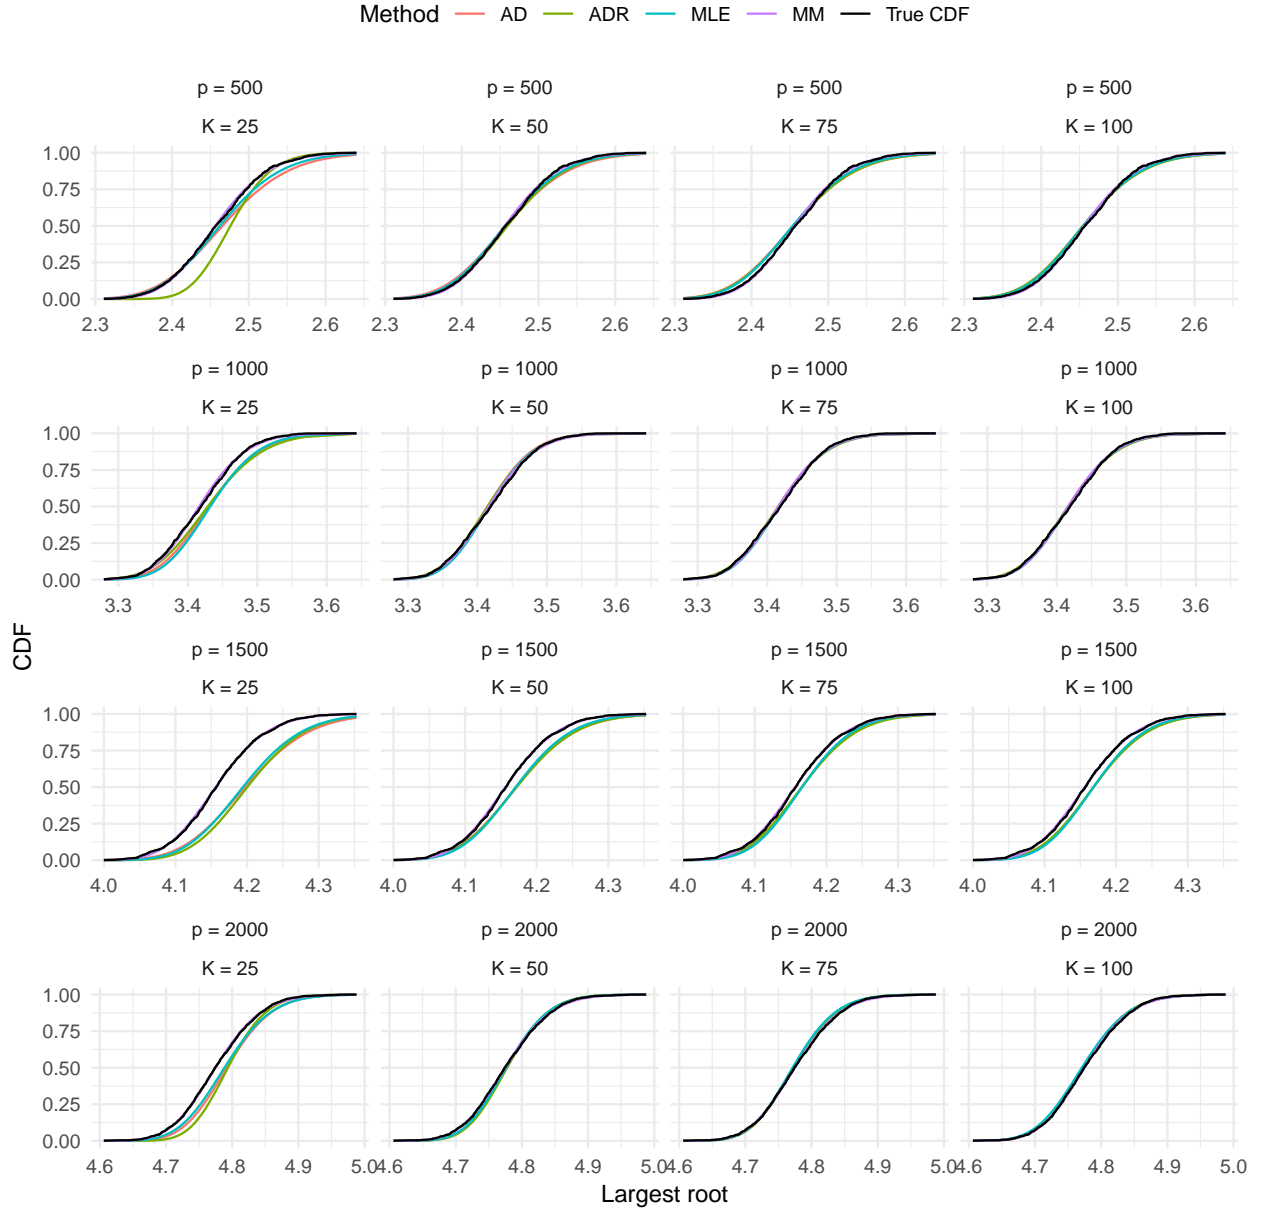 Method AD ADR MLE MM True CDF
p = 500 p = 500 p = 500 p = 500
K = 25 K = 50 K = 75 K = 100
1.00
0.75
0.50
0.25
0.00
2.3 2.4 2.5 2.6 2.3 2.4 2.5 2.6 2.3 2.4 2.5 2.6 2.3 2.4 2.5 2.6
p = 1000 p = 1000 p = 1000 p = 1000
K = 25 K = 50 K = 75 K = 100
1.00
0.75
0.50
0.25
0.00
3.3 3.4 3.5 3.6 3.3 3.4 3.5 3.6 3.3 3.4 3.5 3.6 3.3 3.4 3.5 3.6
CDF
p = 1500 p = 1500 p = 1500 p = 1500
K = 25 K = 50 K = 75 K = 100
1.00
0.75
0.50
0.25
0.00
4.0 4.1 4.2 4.3 4.0 4.1 4.2 4.3 4.0 4.1 4.2 4.3 4.0 4.1 4.2 4.3
p = 2000 p = 2000 p = 2000 p = 2000
K = 25 K = 50 K = 75 K = 100
1.00
0.75
0.50
0.25
0.00
4.6 4.7 4.8 4.9 5.0 4.6 4.7 4.8 4.9 5.0 4.6 4.7 4.8 4.9 5.0 4.6 4.7 4.8 4.9 5.0
Largest root